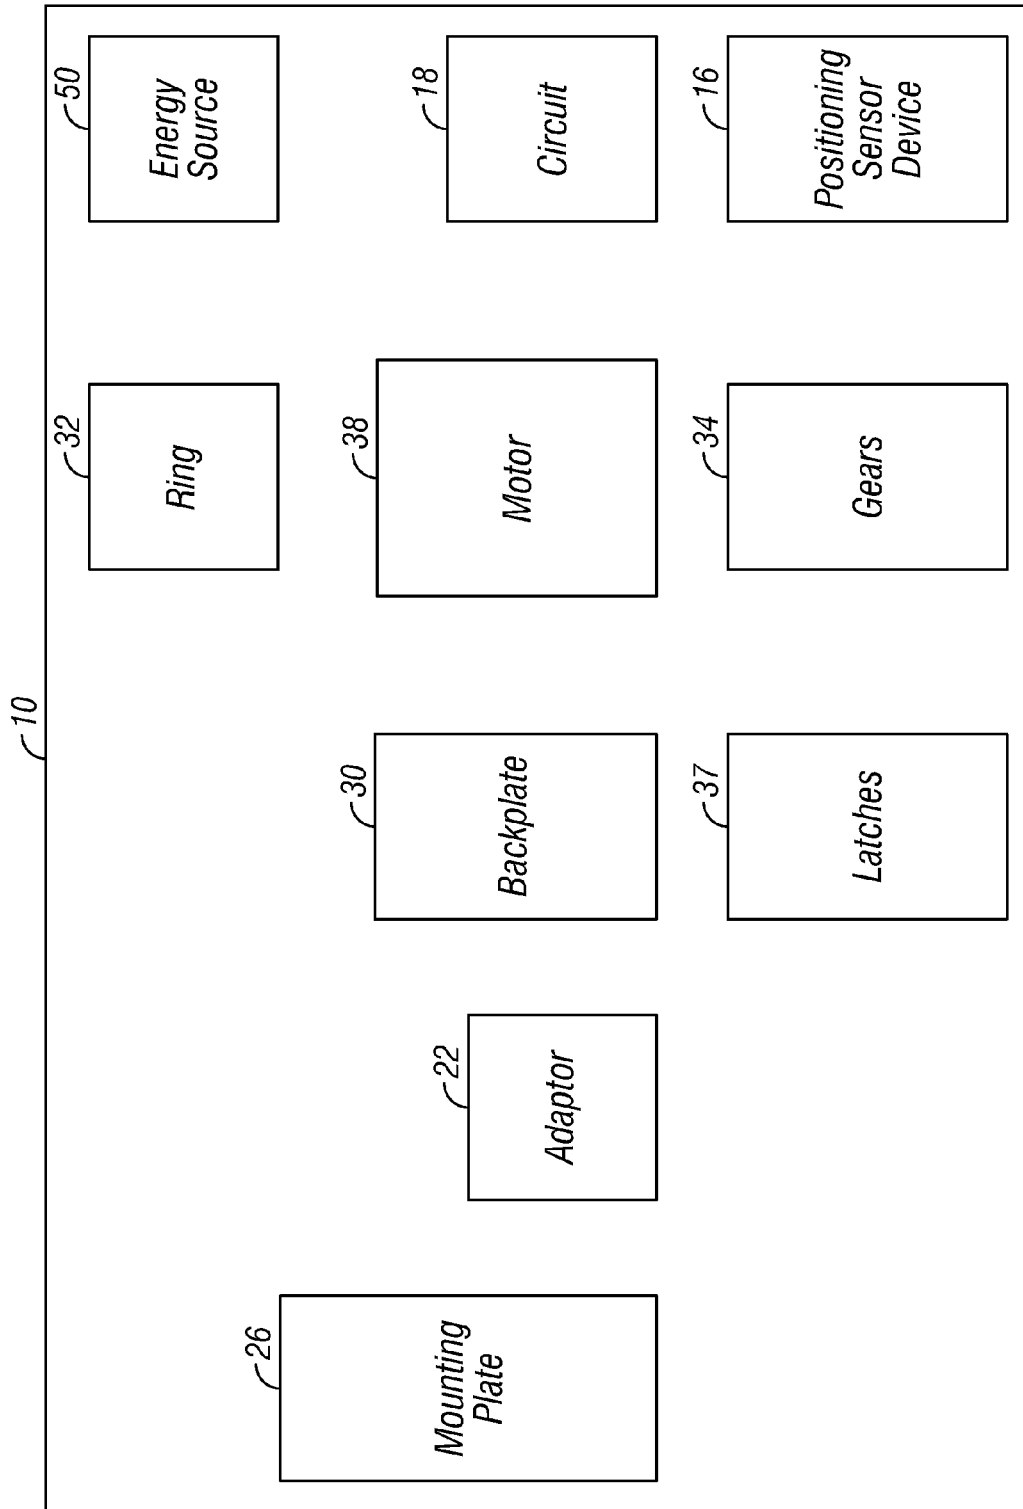 10
32
Ring
50
Energy
Source
26
Mounting
Plate
22
Adaptor
30
Backplate
38
Motor
18
Circuit
37
Latches
34
Gears
16
Positioning
Sensor
Device